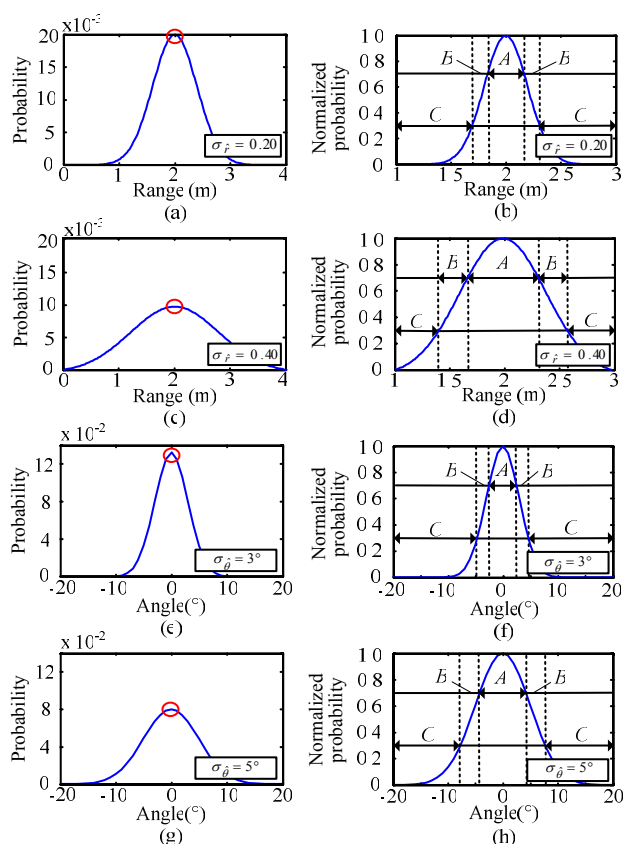 x 10⁻³
20
15
10
5
0
Probability
σ_r̂ = 0.20
0 1 2 3 4
Range (m)
(a)
Normalized probability
1 0
0 8
0 6
0 4
0 2
0
B A B
C C
σ_r̂ = 0.20
1 1 5 2 2 5 3
Range (m)
(b)
x 10⁻³
20
15
10
5
0
Probability
σ_r̂ = 0.40
0 1 2 3 4
Range (m)
(c)
Normalized probability
1 0
0 8
0 6
0 4
0 2
0
B A B
C C
σ_r̂ = 0.40
1 1 5 2 2 5 3
Range (m)
(d)
x 10⁻²
12
8
4
0
Probability
σ_θ̂ = 3°
-20 -10 0 10 20
Angle(°)
(e)
Normalized probability
1 0
0 8
0 6
0 4
0 2
0
B A B
C C
σ_θ̂ = 3°
-20 -10 0 10 20
Angle(°)
(f)
x 10⁻²
12
8
4
0
Probability
σ_θ̂ = 5°
-20 -10 0 10 20
Angle(°)
(g)
Normalized probability
1 0
0 8
0 6
0 4
0 2
0
B A B
C C
σ_θ̂ = 5°
-20 -10 0 10 20
Angle(°)
(h)